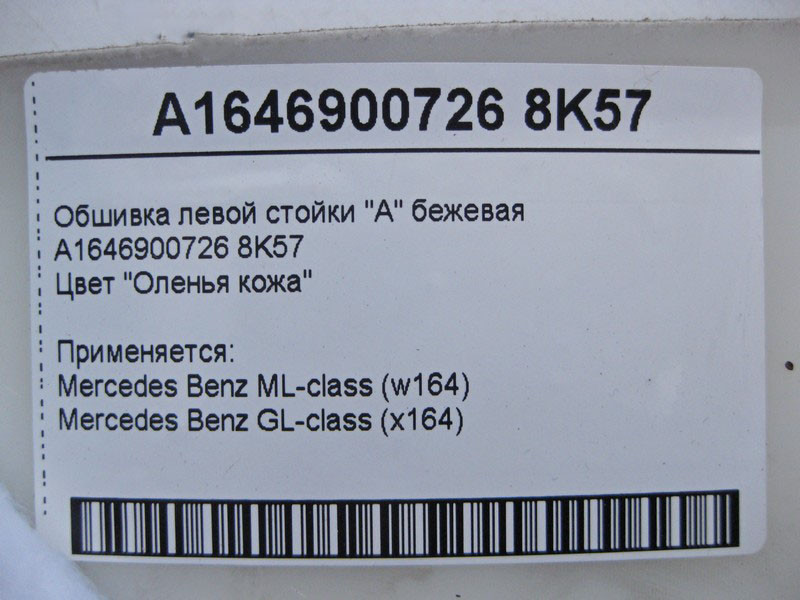 A1646900726 8K57
Обшивка левой стойки "А" бежевая
A1646900726 8K57
Цвет "Оленья кожа"
Применяется:
Mercedes Benz ML-class (w164)
Mercedes Benz GL-class (x164)